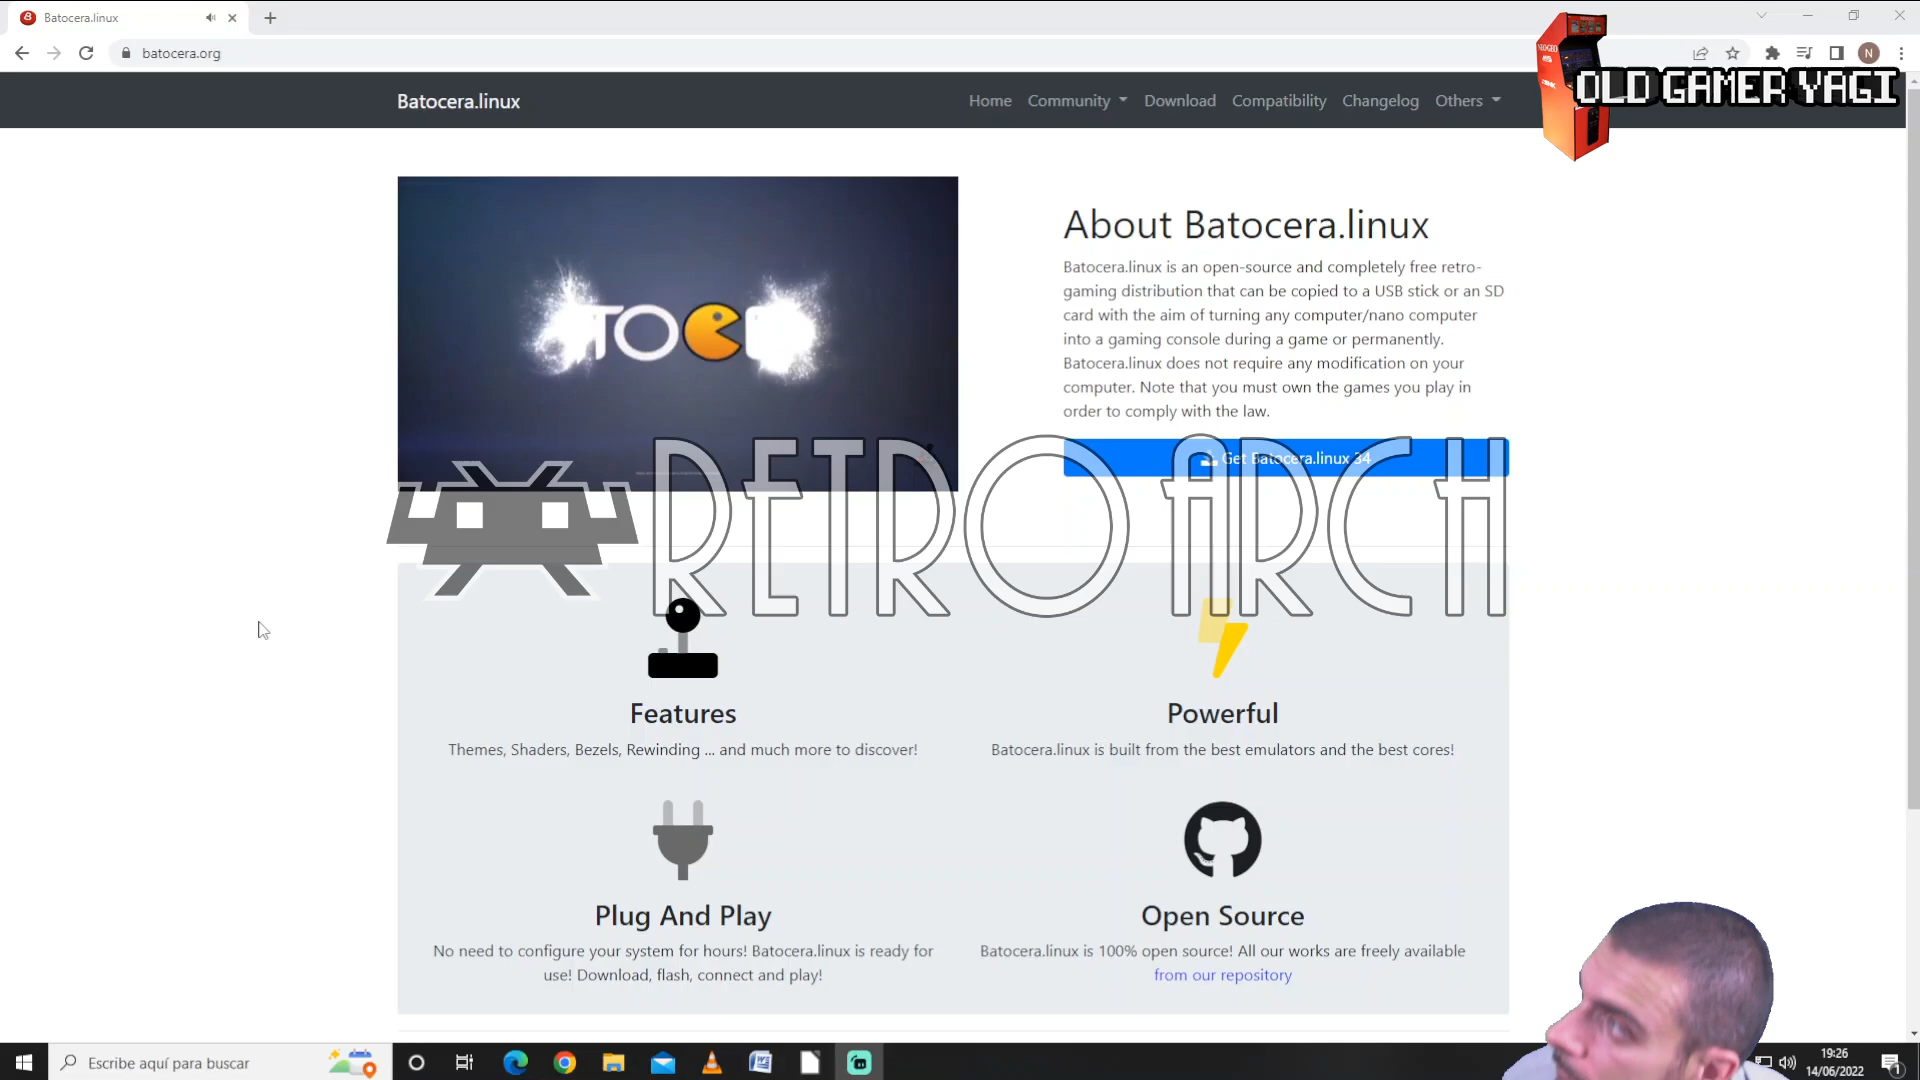 Batocera.linux
batocera.org
N
OLD GAMER YAGI
Batocera.linux
Home Community Download Compatibility Changelog Others
About Batocera.linux
Batocera.linux is an open-source and completely free retro-
gaming distribution that can be copied to a USB stick or an SD
card with the aim of turning any computer/nano computer
into a gaming console during a game or permanently.
Batocera.linux does not require any modification on your
computer. Note that you must own the games you play in
order to comply with the law.
Get Batocera.linux 34
RETROARCH
Features
Themes, Shaders, Bezels, Rewinding ... and much more to discover!
Powerful
Batocera.linux is built from the best emulators and the best cores!
Plug And Play
No need to configure your system for hours! Batocera.linux is ready for
use! Download, flash, connect and play!
Open Source
Batocera.linux is 100% open source! All our works are freely available
from our repository
Escribe aquí para buscar
19:26
14/06/2022
1